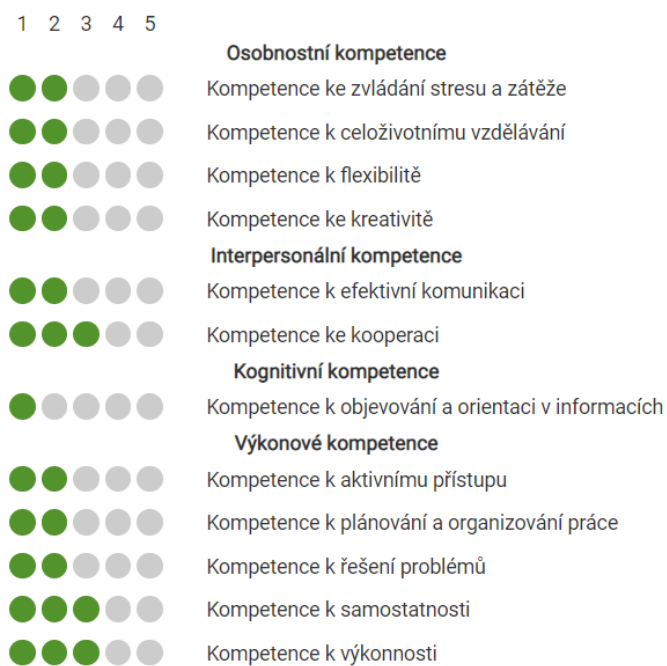 1 2 3 4 5
Osobnostní kompetence
Kompetence ke zvládání stresu a zátěže
Kompetence k celoživotnímu vzdělávání
Kompetence k flexibilitě
Kompetence ke kreativitě
Interpersonální kompetence
Kompetence k efektivní komunikaci
Kompetence ke kooperaci
Kognitivní kompetence
Kompetence k objevování a orientaci v informacích
Výkonové kompetence
Kompetence k aktivnímu přístupu
Kompetence k plánování a organizování práce
Kompetence k řešení problémů
Kompetence k samostatnosti
Kompetence k výkonnosti